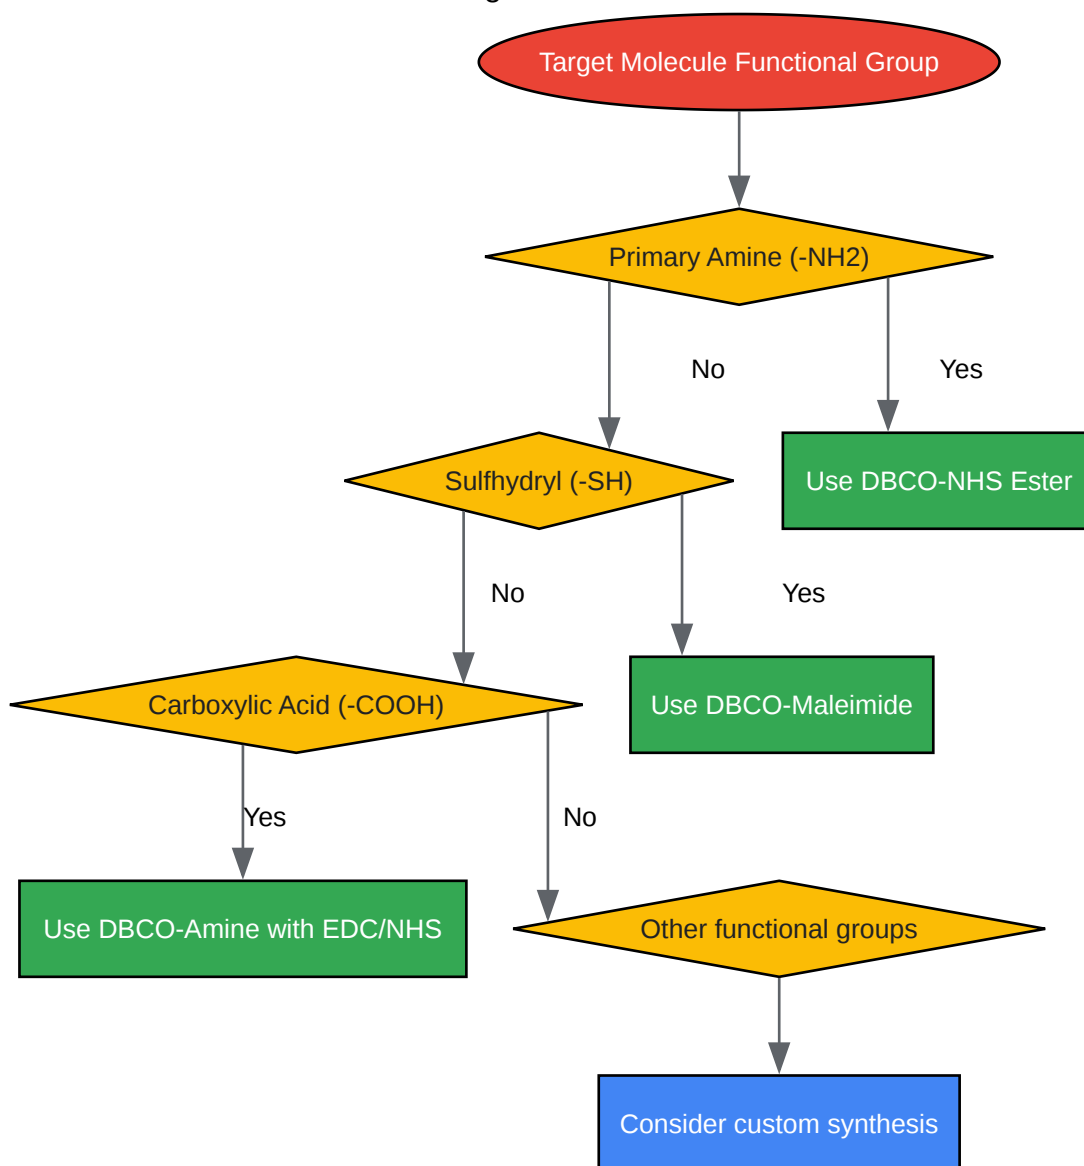 Target Molecule Functional Group
Primary Amine (-NH2)
No
Yes
Sulfhydryl (-SH)
Use DBCO-NHS Ester
No
Yes
Carboxylic Acid (-COOH)
Use DBCO-Maleimide
Yes
No
Use DBCO-Amine with EDC/NHS
Other functional groups
Consider custom synthesis